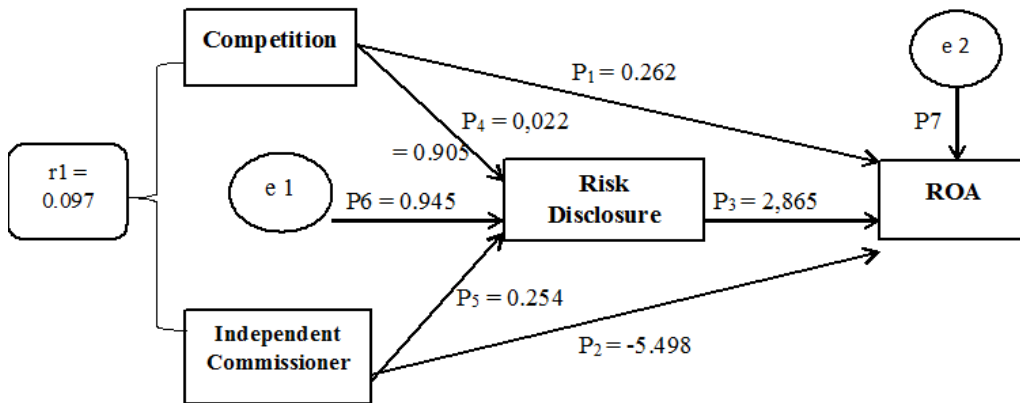 Competition
e 2
P₁ = 0.262
P7
P₄ = 0,022
= 0.905
r1 =
0.097
e 1
P6 = 0.945
Risk
Disclosure
P₃ = 2,865
ROA
P₅ = 0.254
Independent
Commissioner
P₂ = -5.498